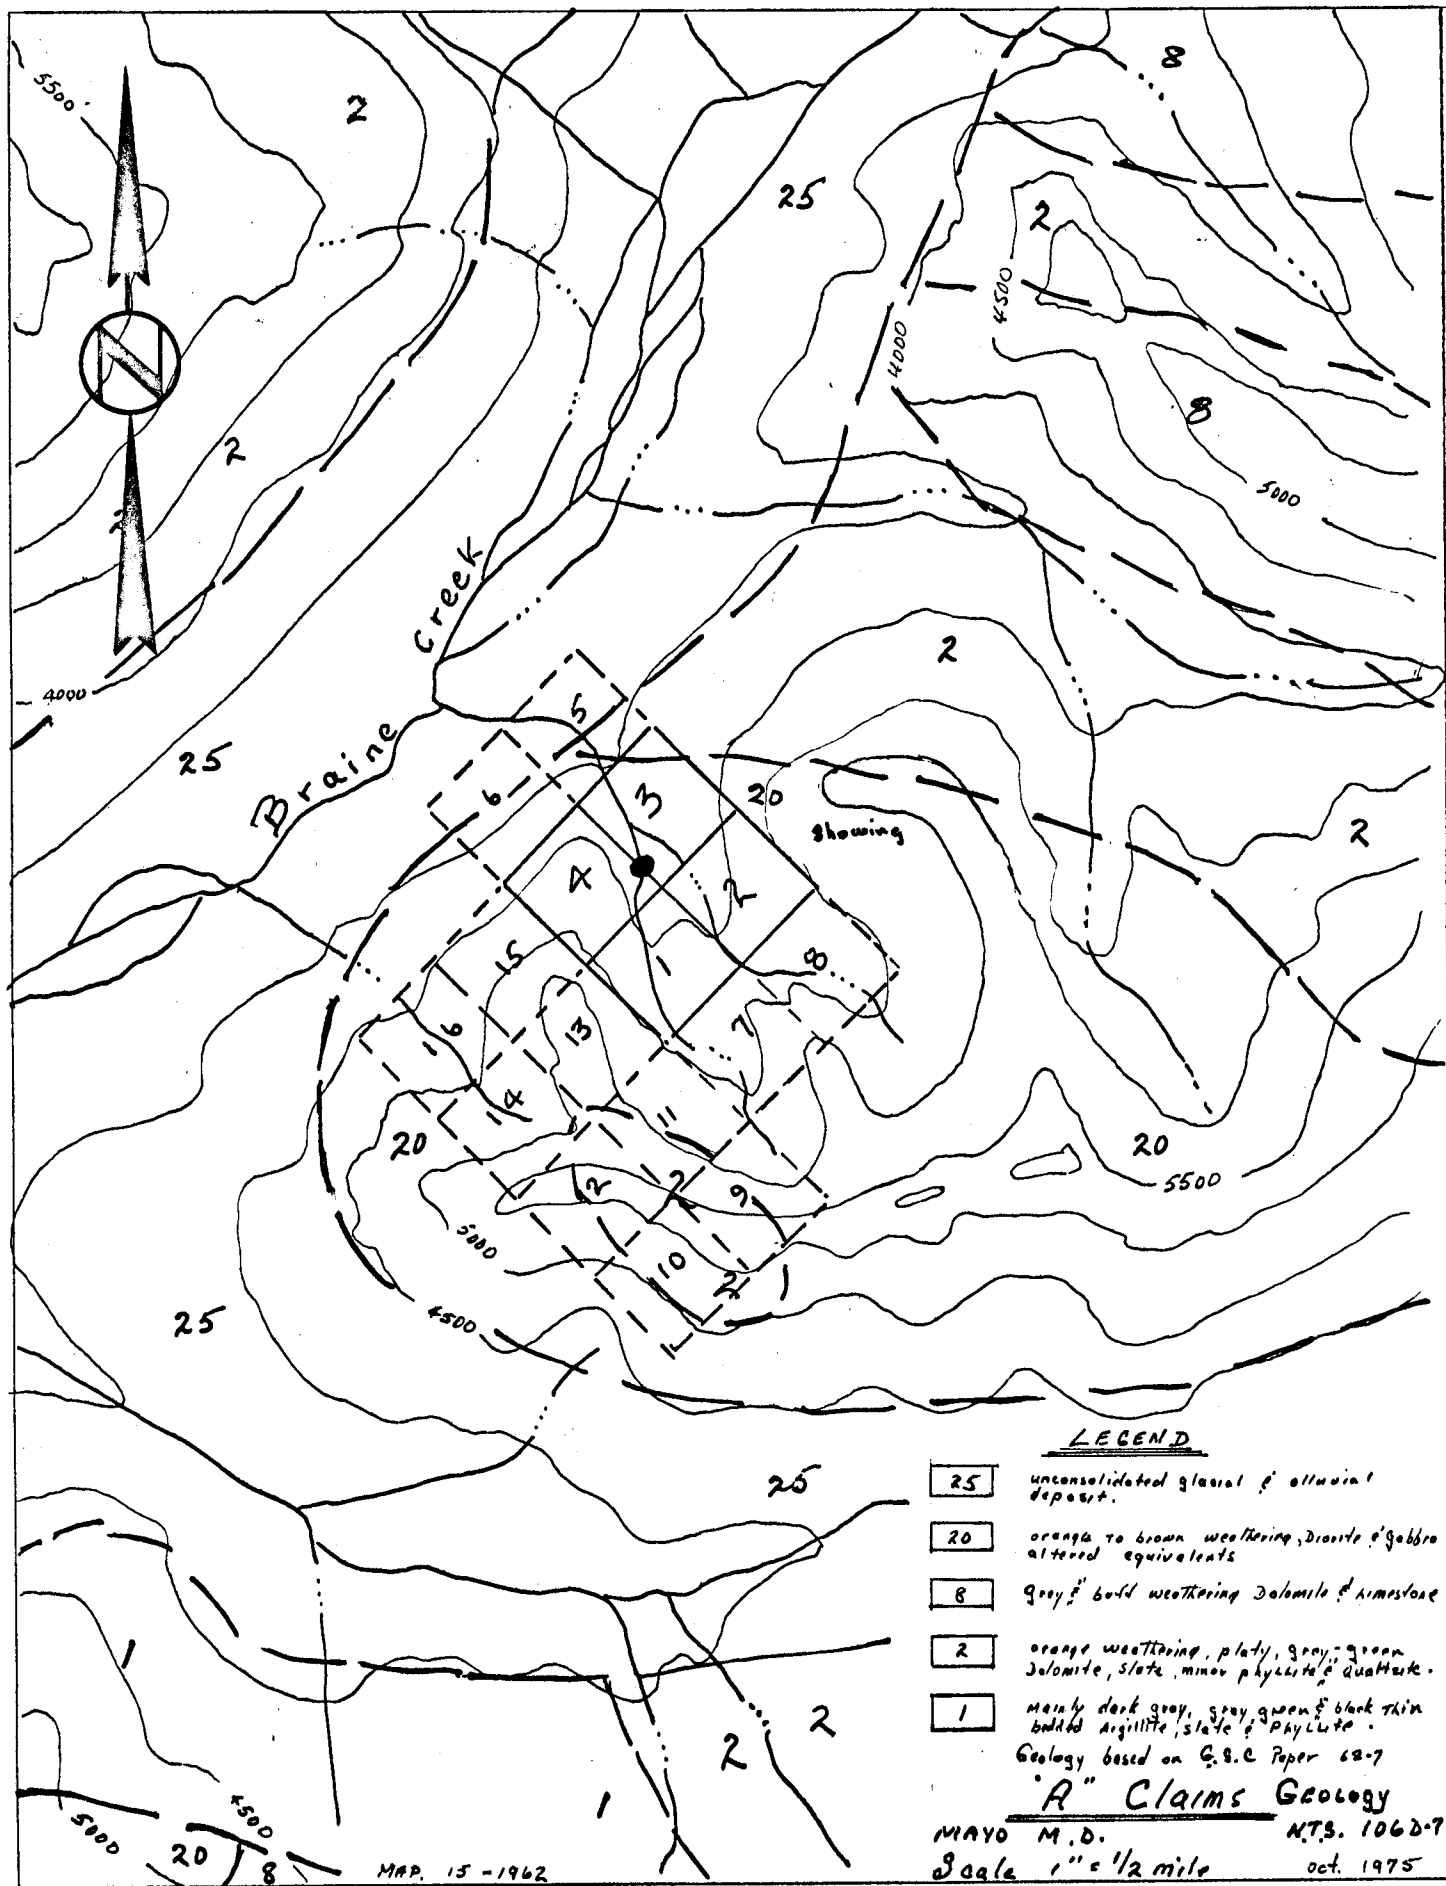 5500'
2
8
25
2
4500
N
4000
8
2
5000
Creek
2
4000
5
25
Braine
6
3
20
Showing
2
4
2
15
8
1
16
13
7
14
11
20
20
5500
12
9
5000
10
2
1
25
4500
LEGEND
25
25 unconsolidated glacial & alluvial
deposit.
20 orange to brown weathering, Diorite & gabbro
altered equivalents
8 grey & buff weathering Dolomite & Limestone
2 orange weathering, platy, grey-green
Dolomite, slate, minor phyllite & quartzite.
1 mainly dark grey, grey green & black thin
bedded Argillite, slate & Phyllite.
1
2
2
Geology based on G.S.C Paper 68-7
"A" Claims Geology
1
MAYO M.D. N.T.S. 106D-7
4500
5000
20
8
MAP. 15-1962
Scale 1" = 1/2 mile oct. 1975